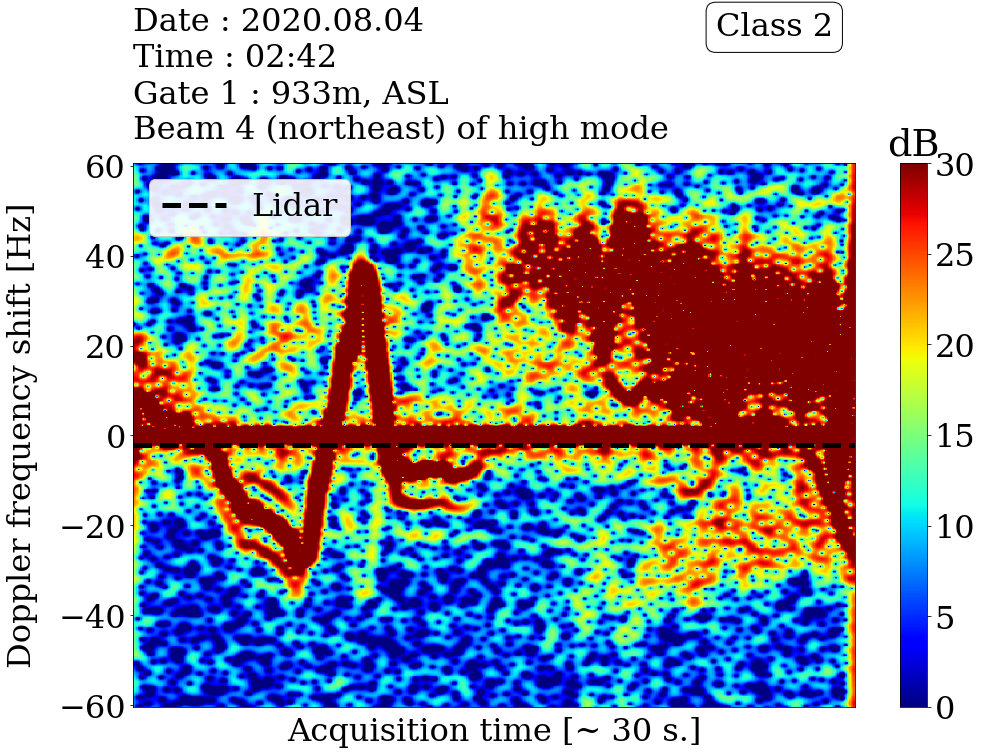 Date : 2020.08.04
Class 2
Time : 02:42
Gate 1 : 933m, ASL
Beam 4 (northeast) of high mode
dB
Lidar
60
40
20
0
−20
−40
−60
Doppler frequency shift [Hz]
Acquisition time [~ 30 s.]
30
25
20
15
10
5
0